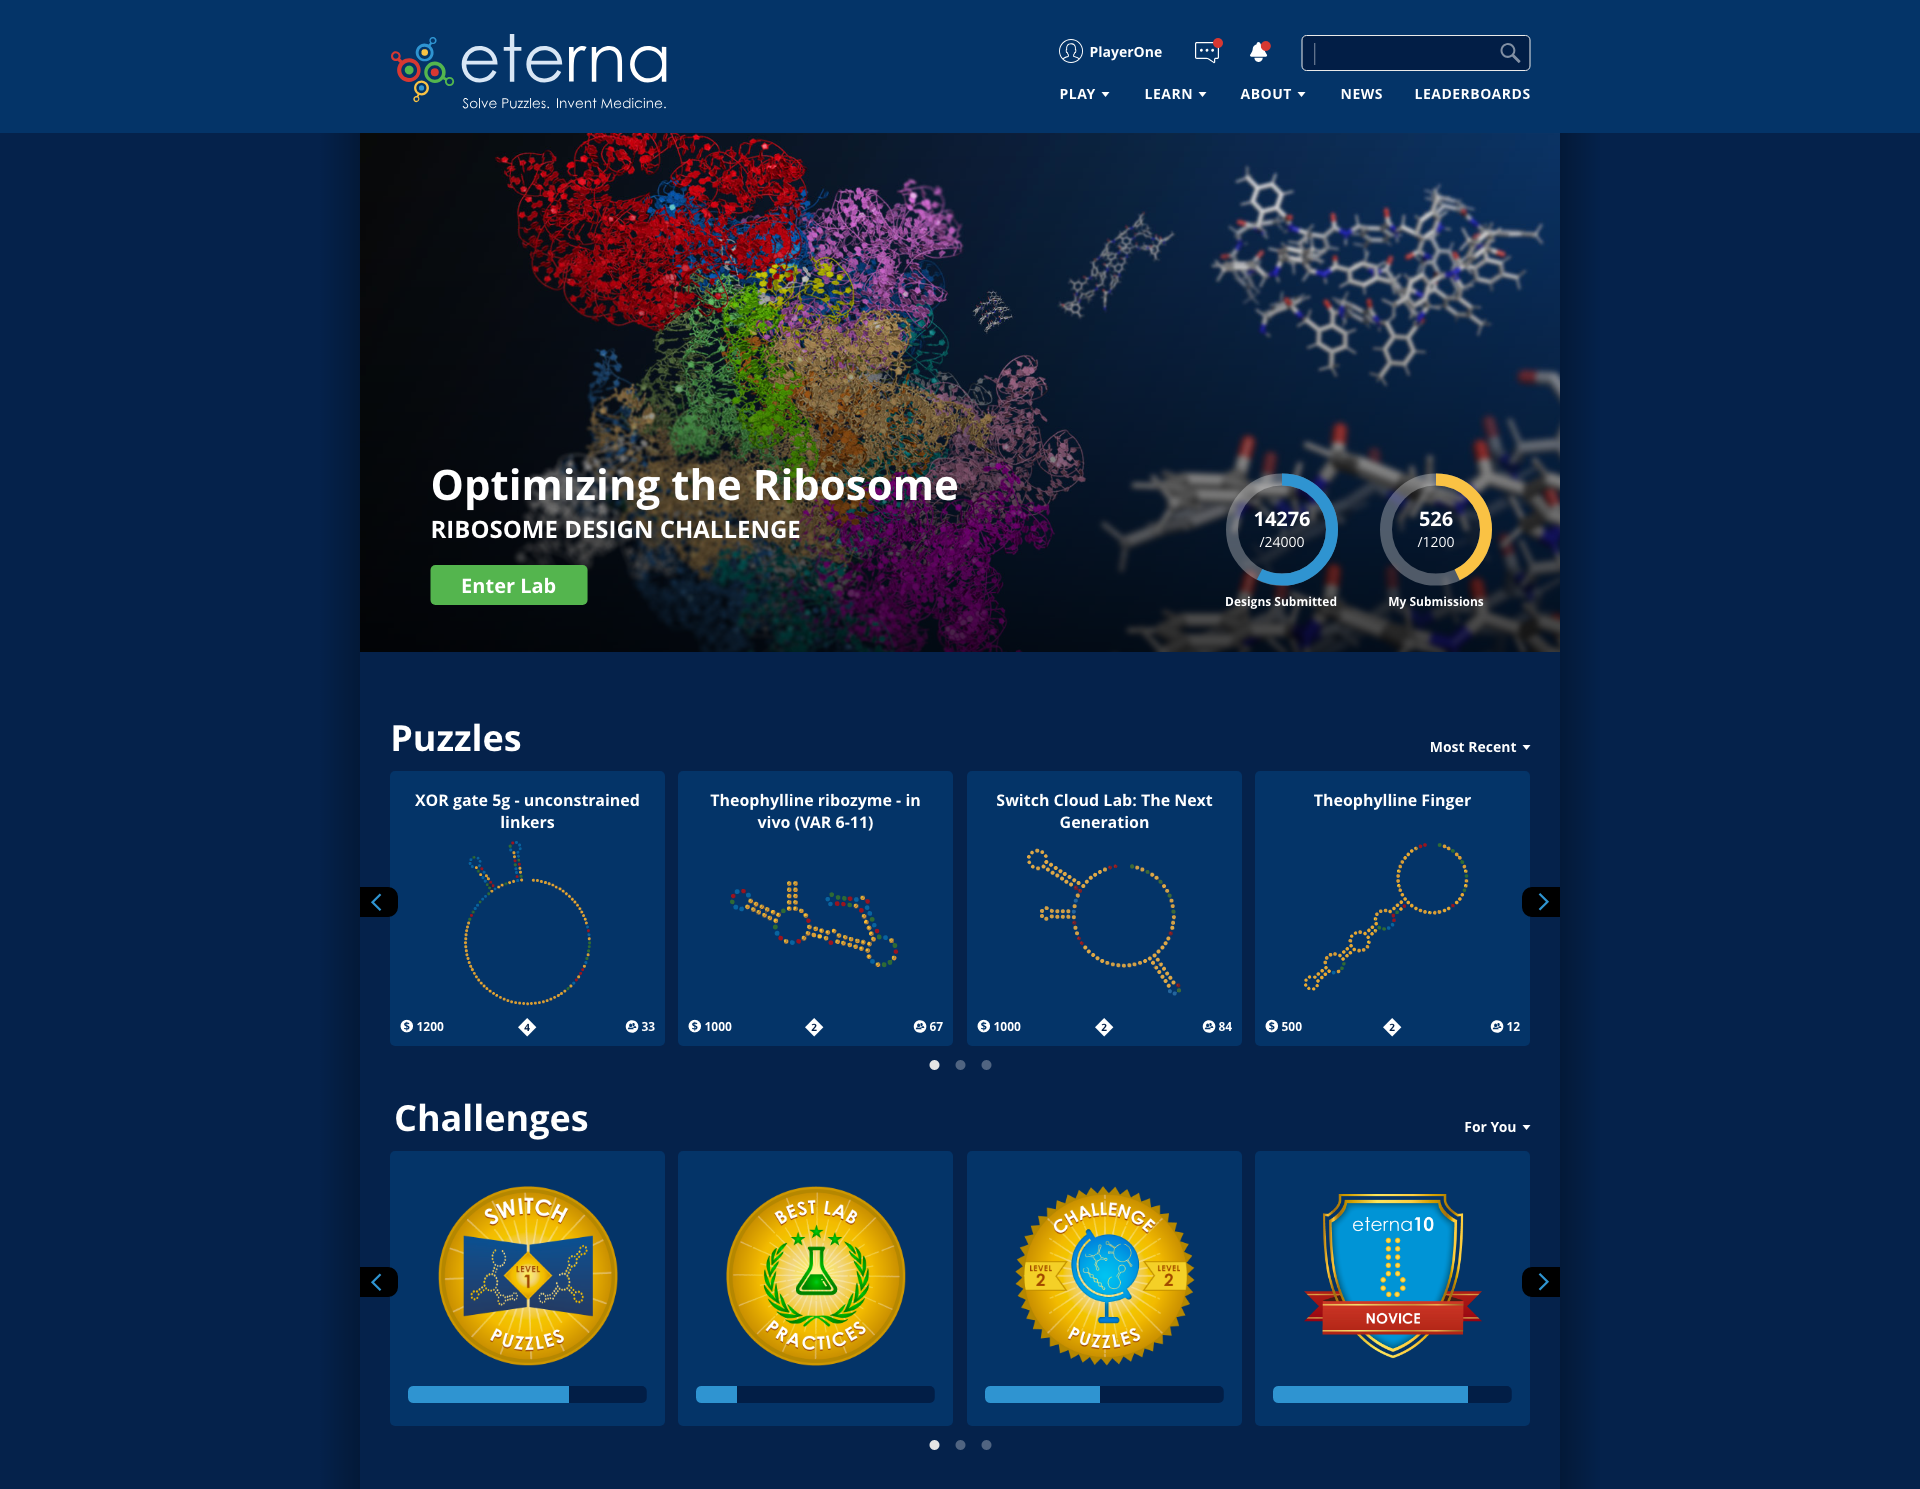 eterna
Solve Puzzles. Invent Medicine.
PlayerOne
PLAY
LEARN
ABOUT
NEWS
LEADERBOARDS
Optimizing the Ribosome
RIBOSOME DESIGN CHALLENGE
Enter Lab
14276
/24000
Designs Submitted
526
/1200
My Submissions
Puzzles
Most Recent
XOR gate 5g - unconstrained
linkers
$ 1200
4
33
Theophylline ribozyme - in
vivo (VAR 6-11)
$ 1000
2
67
Switch Cloud Lab: The Next
Generation
$ 1000
2
84
Theophylline Finger
$ 500
2
12
Challenges
For You
SWITCH
LEVEL
1
PUZZLES
BEST LAB
PRACTICES
CHALLENGE
LEVEL
2
LEVEL
2
PUZZLES
eterna10
NOVICE